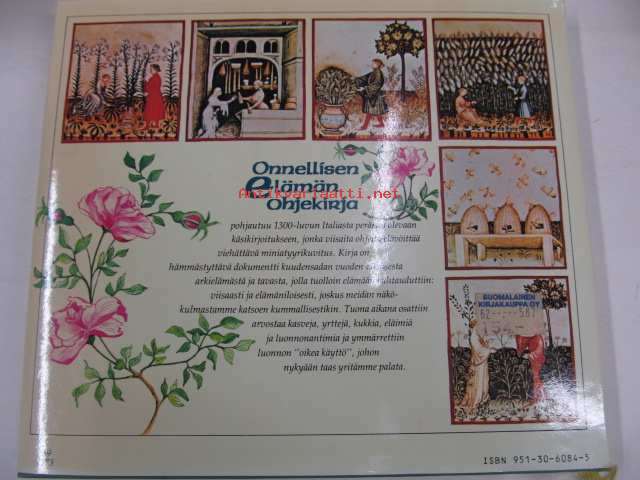 Onnellisen
elämän
Ohjekirja
pohjautuu 1300-luvun Italiasta peräisin olevaan
käsikirjoitukseen, jonka viisaita ohjeita elävöittää
viehättävä miniatyyrikuvitus. Kirja on
hämmästyttävä dokumentti kuudensadan vuoden
arkielämästä ja tavasta, jolla tuolloin elämään suhtauduttiin:
viisaasti ja elämäniloisesti, joskus meidän näkö-
kulmastamme katsoen kummallisestikin. Tuona aikana osattiin
arvostaa kasveja, yrttejä, kukkia, eläimiä
ja luonnonantimia ja ymmärrettiin
luonnon "oikea käyttö", johon
nykyään taas yritämme palata.
Antikvariaatti.net
SUOMALAINEN
KIRJAKAUPPA OY
ISBN 951-30-6084-5